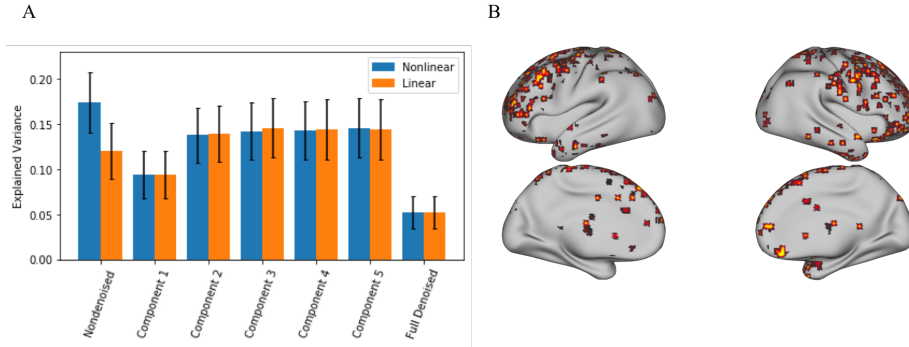 A
B
Nonlinear
Linear
Explained Variance
0.20
0.15
0.10
0.05
0.00
Nondenoised
Component 1
Component 2
Component 3
Component 4
Component 5
Full Denoised